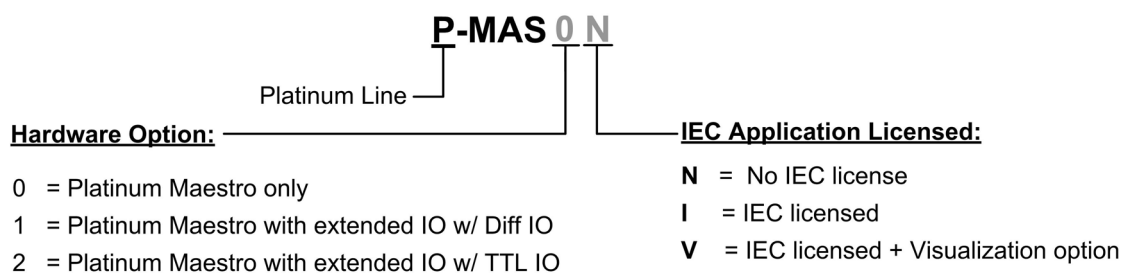 P-MAS 0 N
Platinum Line
Hardware Option:
0 = Platinum Maestro only
1 = Platinum Maestro with extended IO w/ Diff IO
2 = Platinum Maestro with extended IO w/ TTL IO
IEC Application Licensed:
N = No IEC license
I = IEC licensed
V = IEC licensed + Visualization option